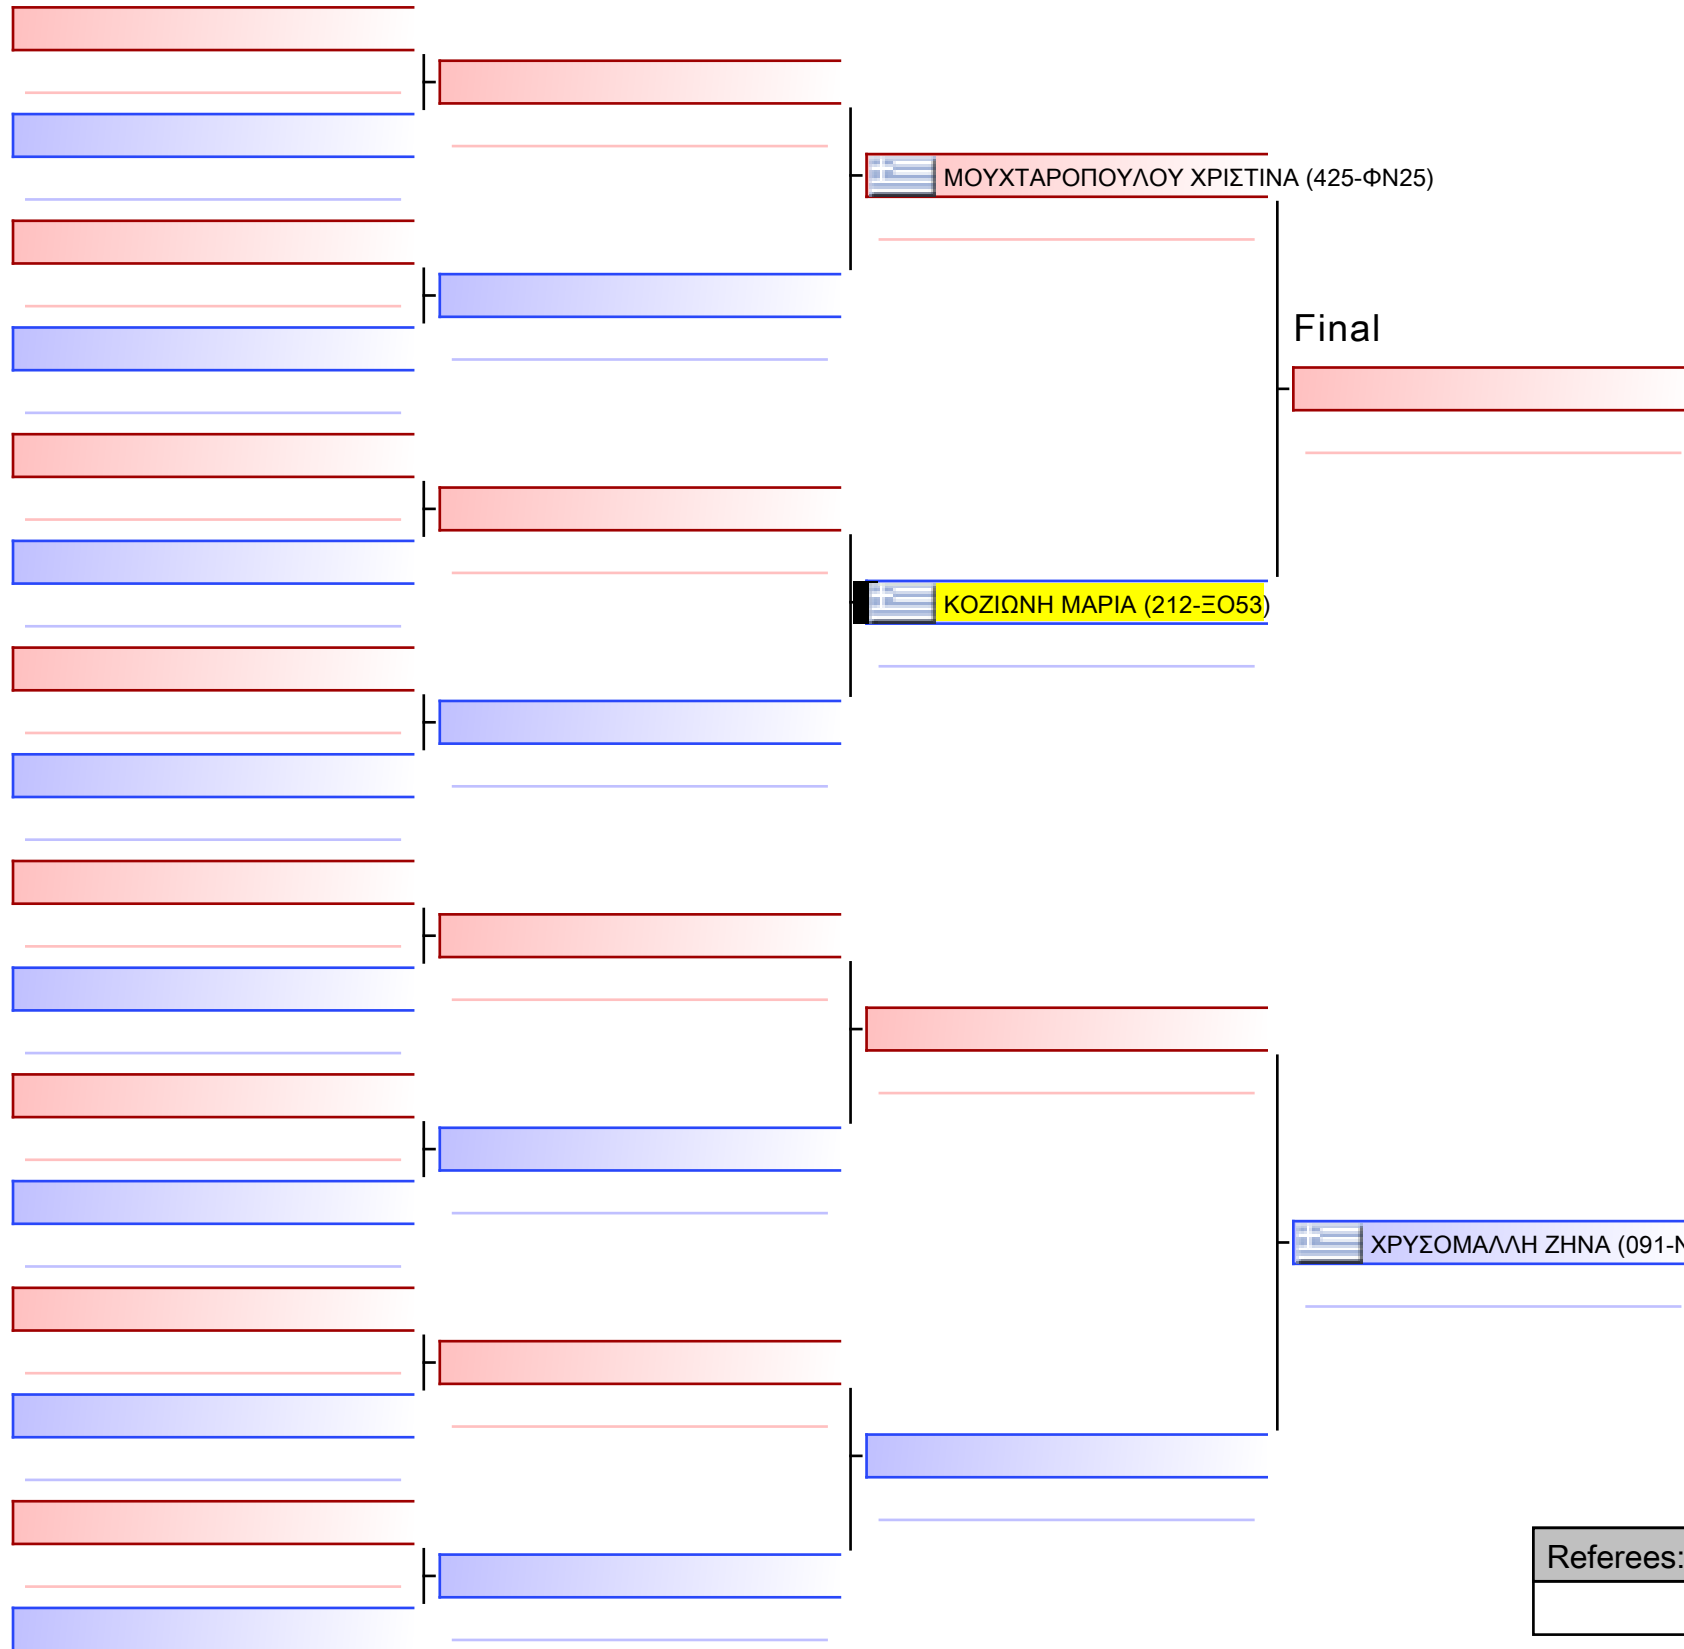 ΜΟΥΧΤΑΡΟΠΟΥΛΟΥ ΧΡΙΣΤΙΝΑ (425-ΦΝ25)
Final
ΚΟΖΙΩΝΗ ΜΑΡΙΑ (212-ΞΟ53)
ΧΡΥΣΟΜΑΛΛΗ ΖΗΝΑ (091-
Referees: